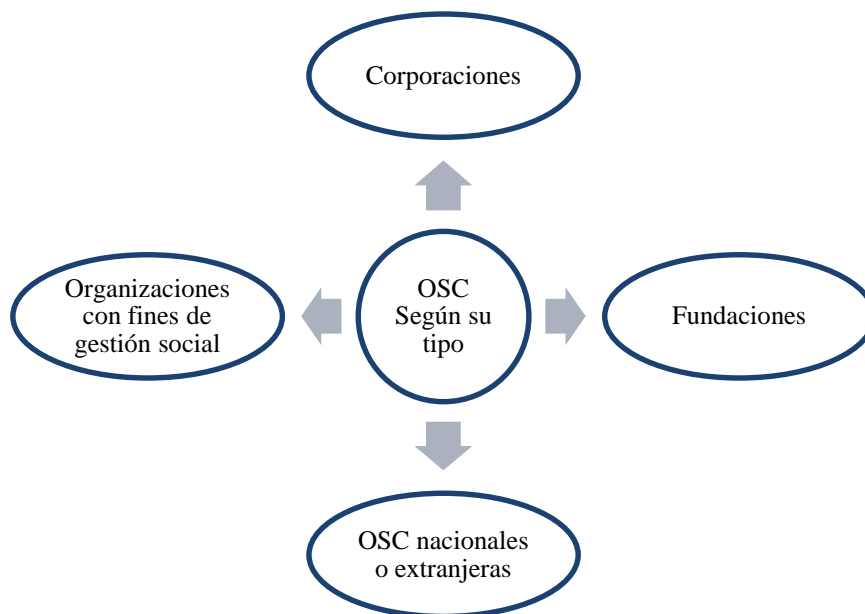 Corporaciones
Organizaciones
con fines de
gestión social
OSC
Según su
tipo
Fundaciones
OSC nacionales
o extranjeras